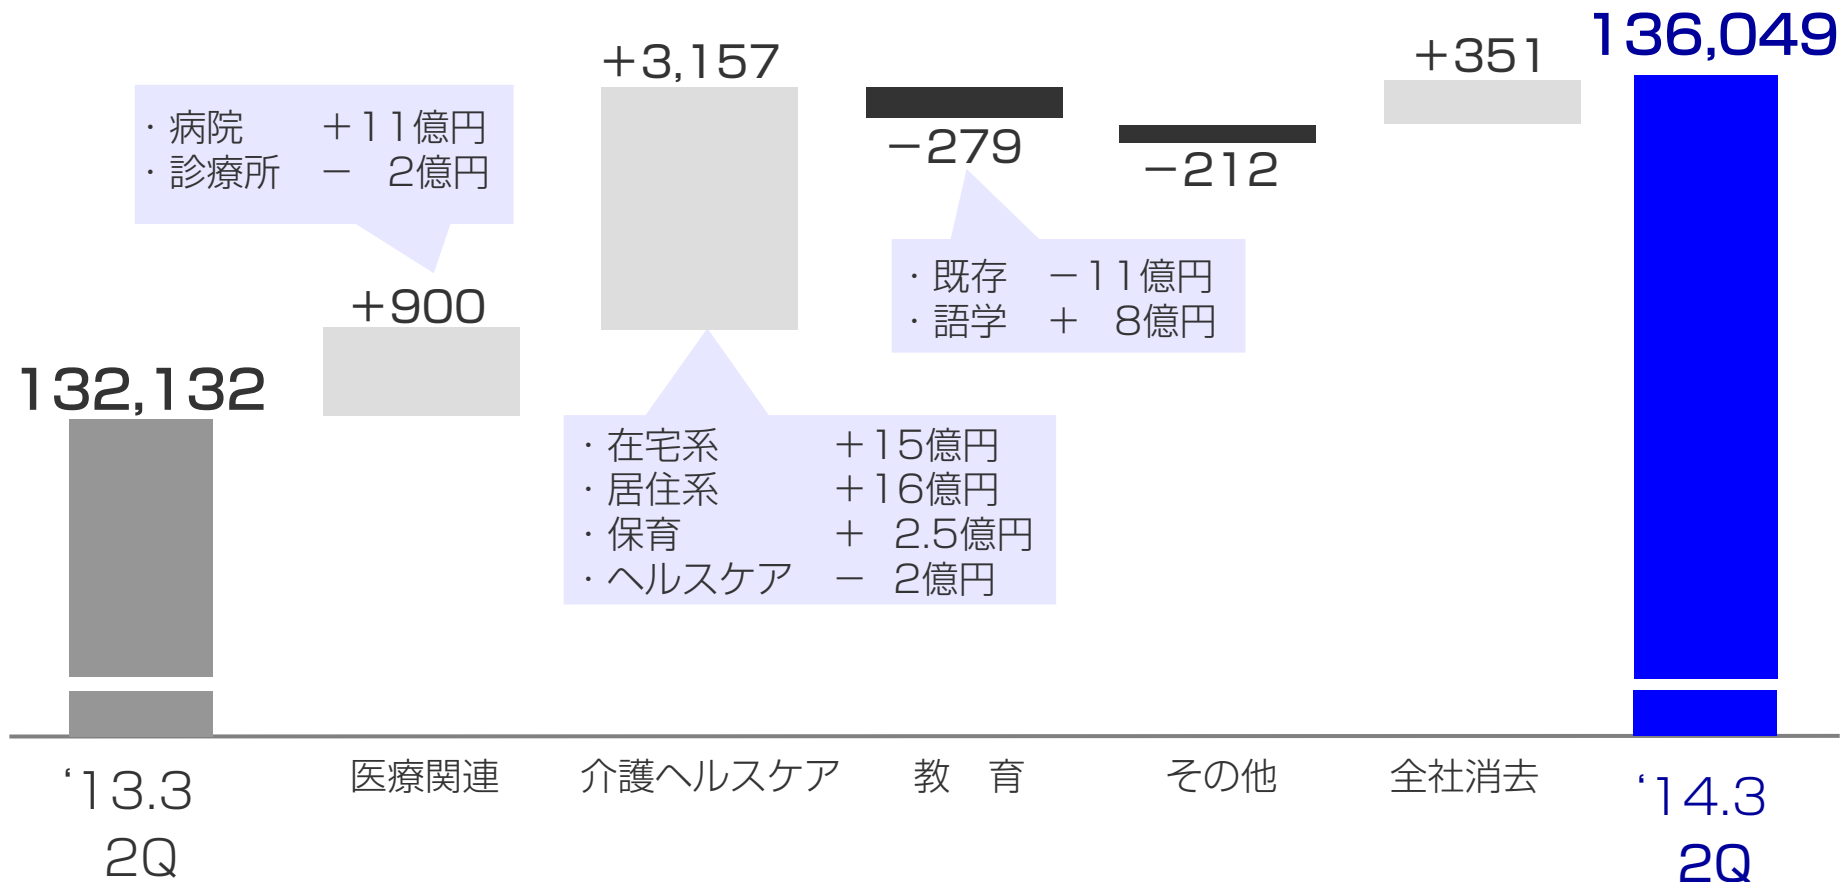 136,049
+351
+3,157
-279
-212
・病院　　+11億円
・診療所　-　2億円
+900
・既存　-11億円
・語学　+　8億円
132,132
・在宅系　　　+15億円
・居住系　　　+16億円
・保育　　　　+　2.5億円
・ヘルスケア　-　2億円
医療関連　介護ヘルスケア　教　育　その他　全社消去
‘13.3
2Q
‘14.3
2Q